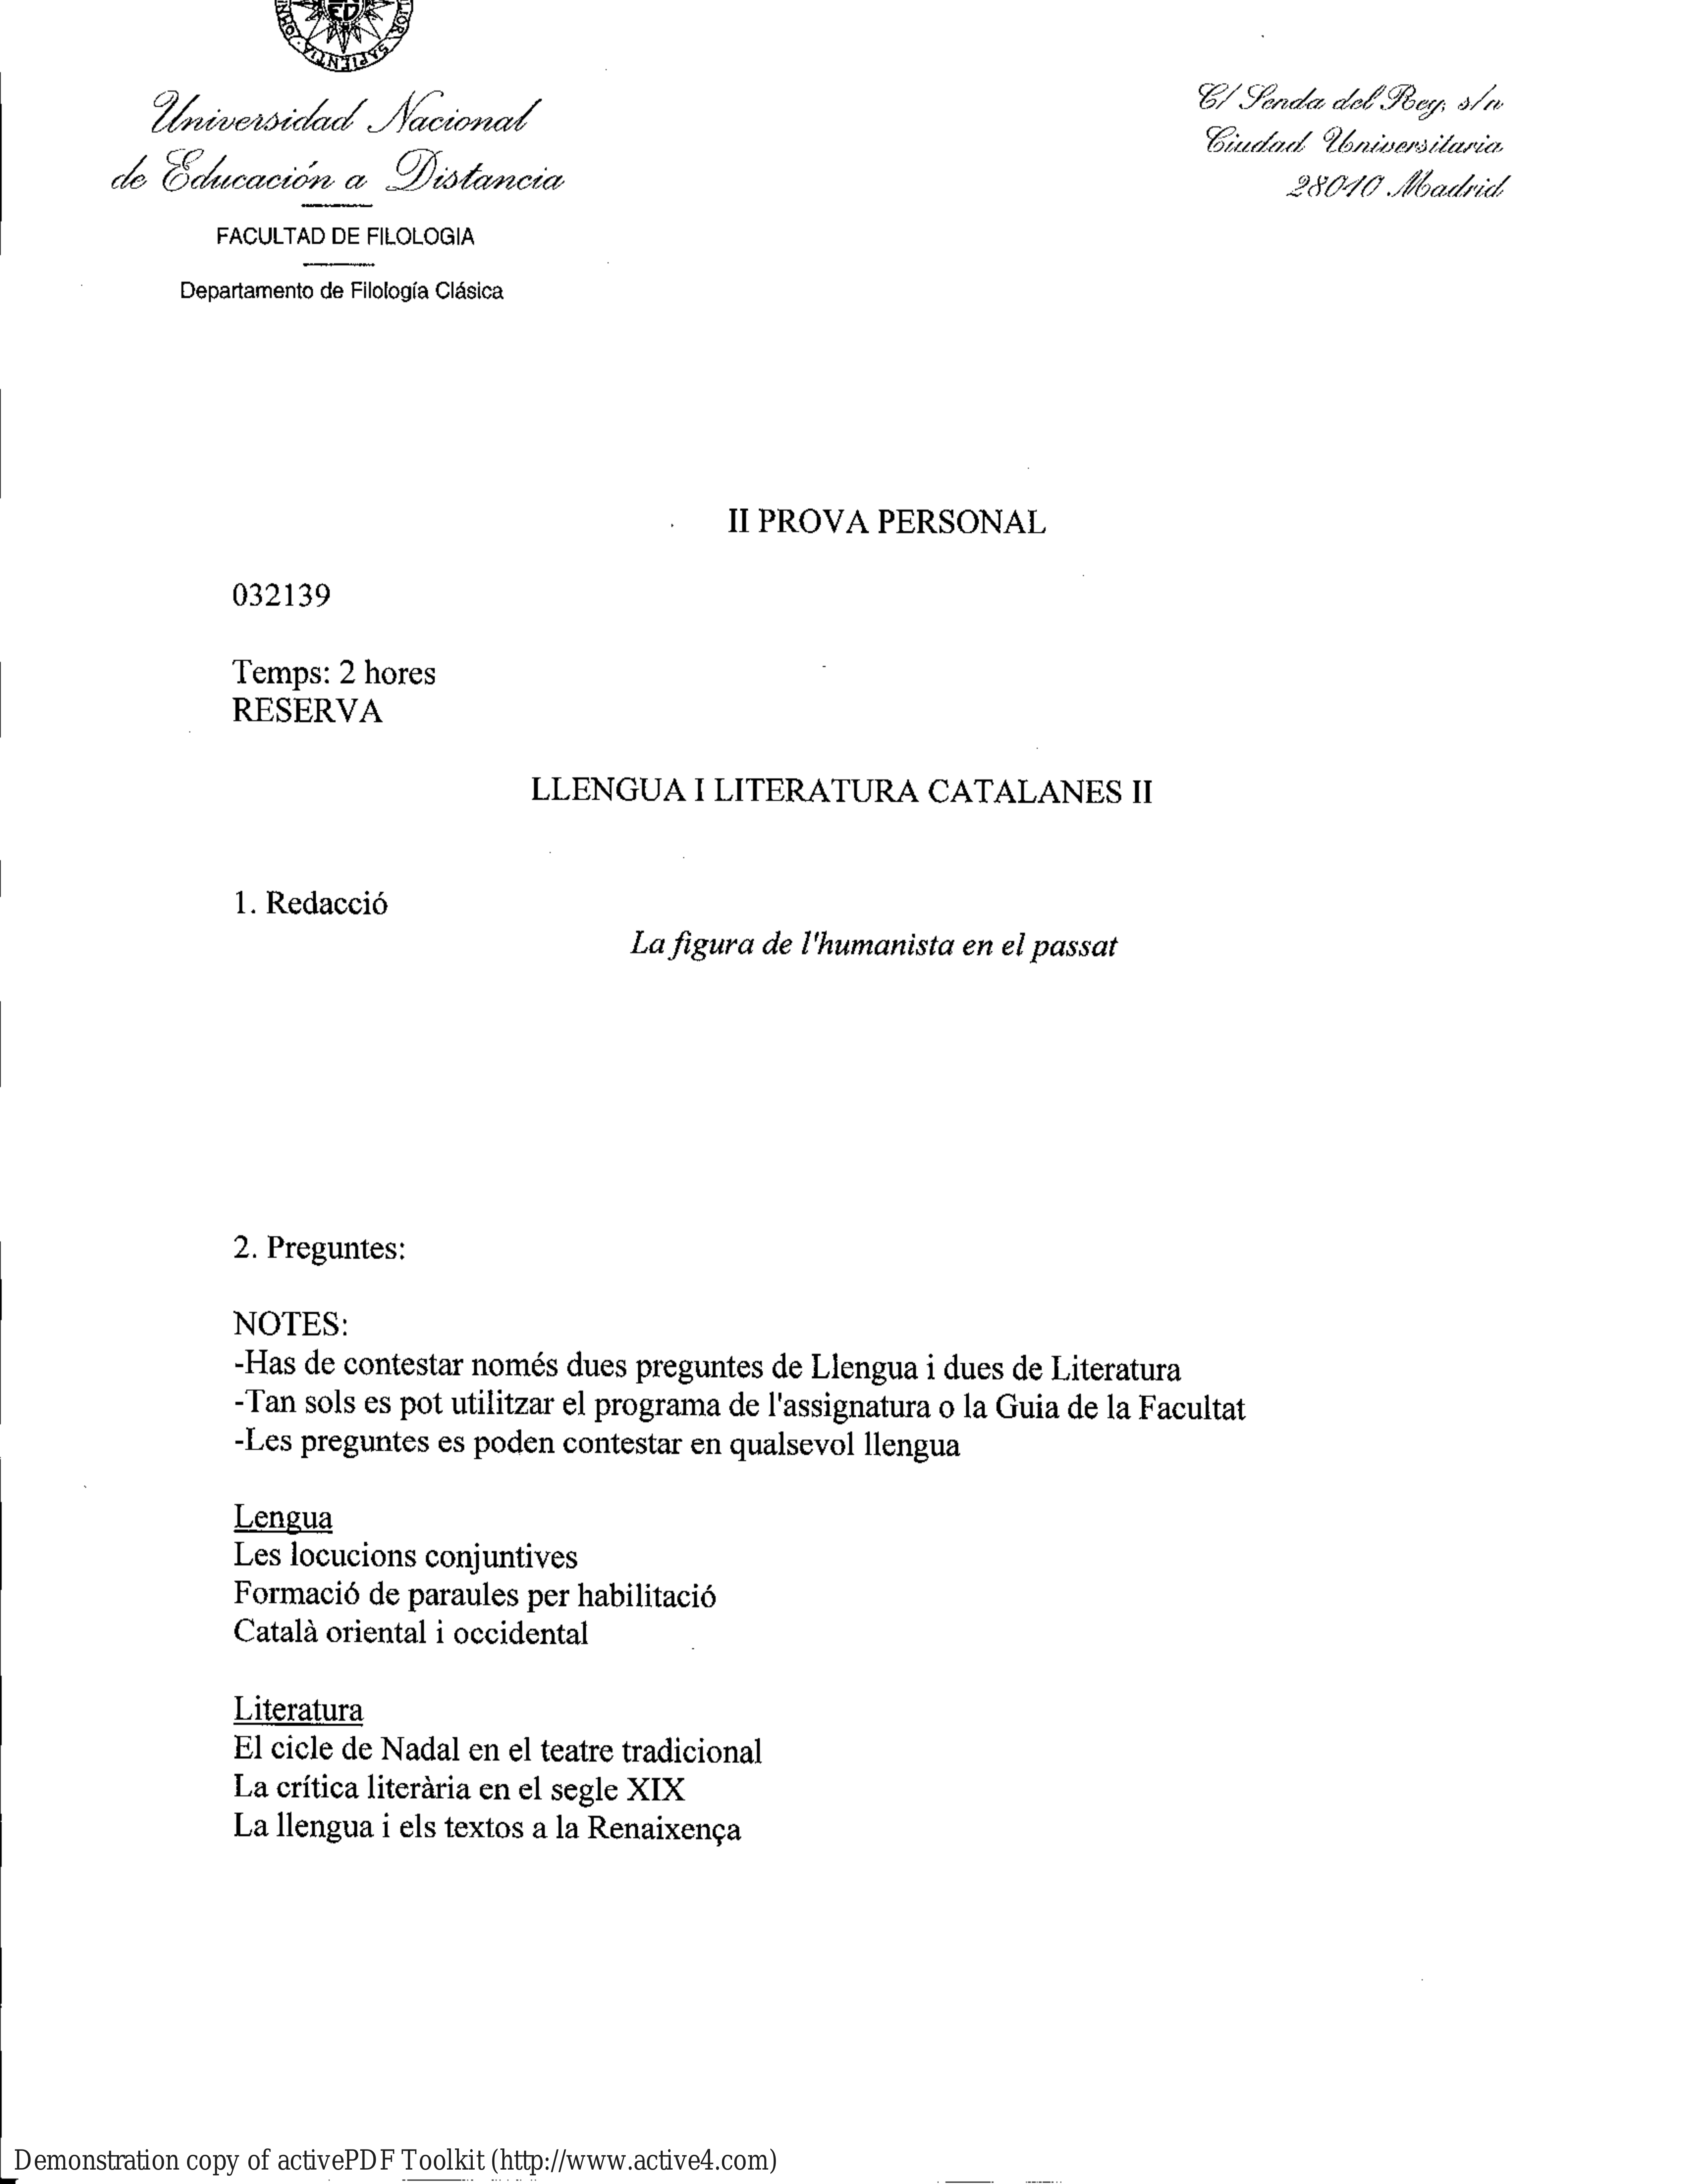 ED
SAPIENTIA
Universidad Nacional
de Educación a Distancia
FACULTAD DE FILOLOGIA
Departamento de Filología Clásica
C/ Senda del Rey, s/n
Ciudad Universitaria
28040 Madrid
II PROVA PERSONAL
032139
Temps: 2 hores
RESERVA
LLENGUA I LITERATURA CATALANES II
1. Redacció
La figura de l'humanista en el passat
2. Preguntes:
NOTES:
-Has de contestar només dues preguntes de Llengua i dues de Literatura
-Tan sols es pot utilitzar el programa de l'assignatura o la Guia de la Facultat
-Les preguntes es poden contestar en qualsevol llengua
Lengua
Les locucions conjuntives
Formació de paraules per habilitació
Català oriental i occidental
Literatura
El cicle de Nadal en el teatre tradicional
La crítica literària en el segle XIX
La llengua i els textos a la Renaixença
Demonstration copy of activePDF Toolkit (http://www.active4.com)